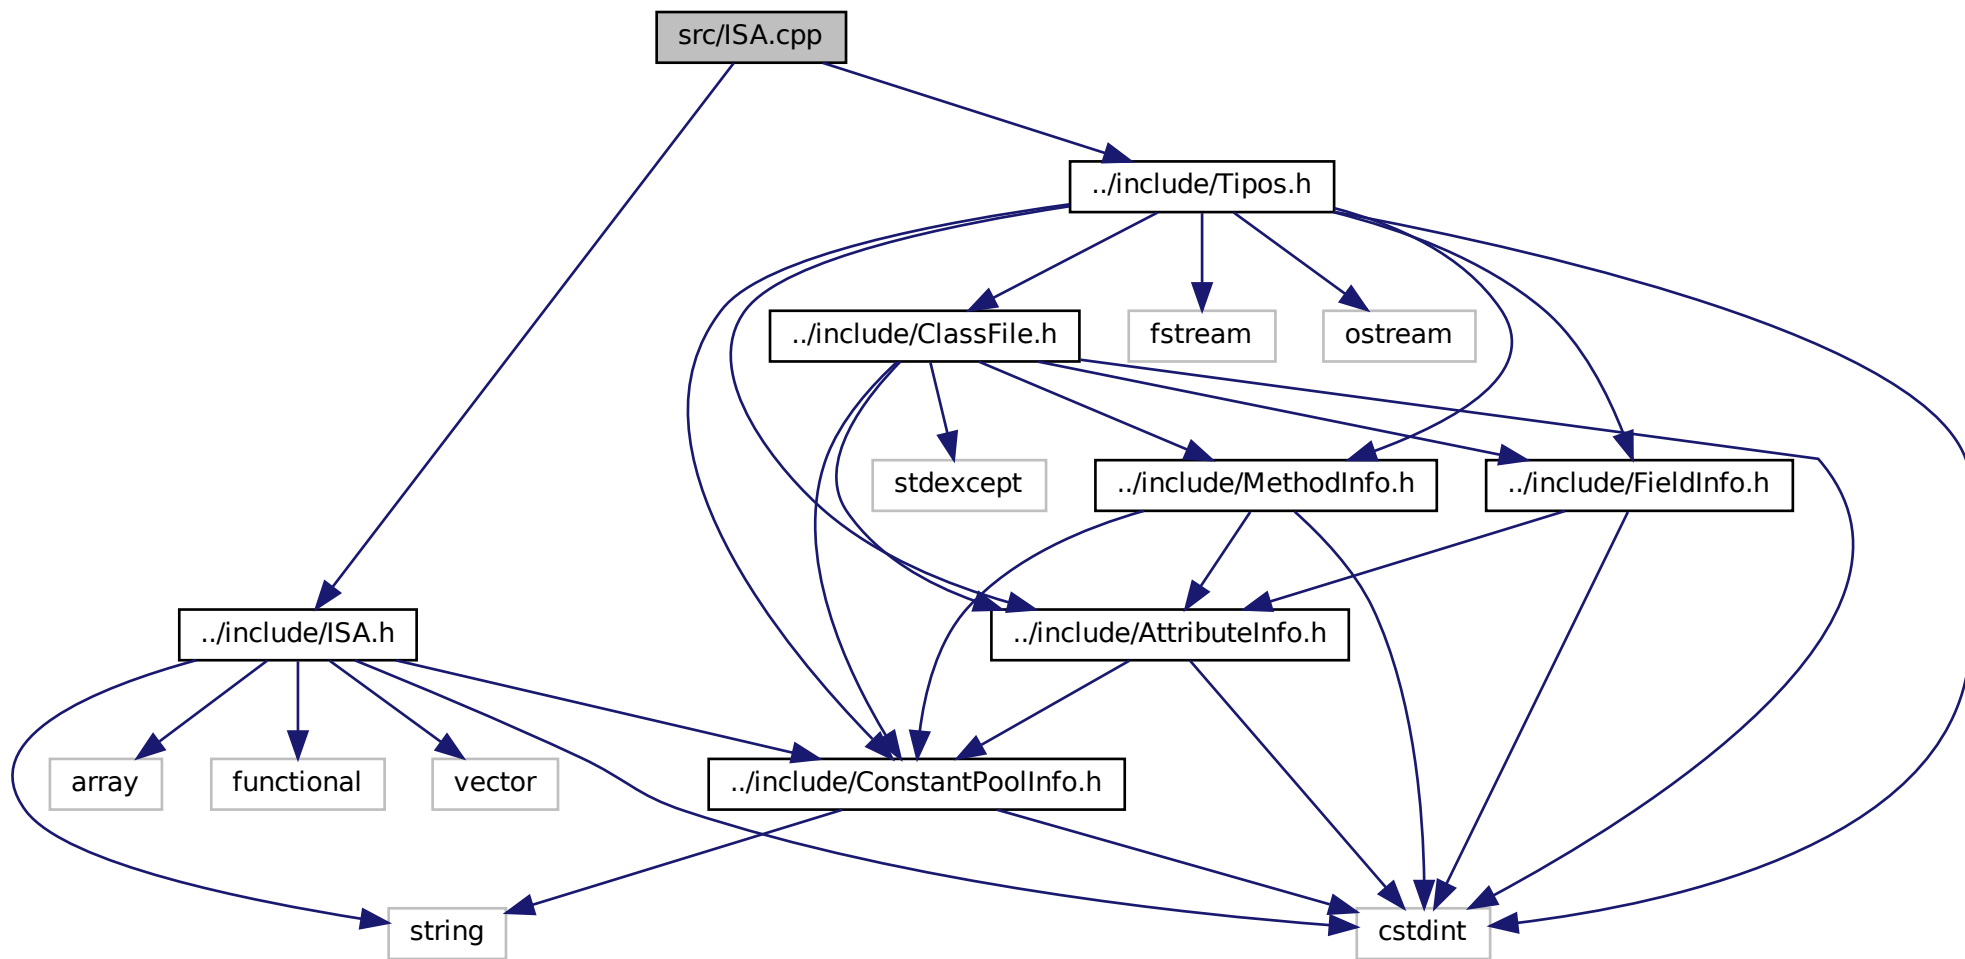 src/ISA.cpp
../include/Tipos.h
../include/ClassFile.h
fstream
ostream
stdexcept
../include/MethodInfo.h
../include/FieldInfo.h
../include/ISA.h
../include/AttributeInfo.h
array
functional
vector
../include/ConstantPoolInfo.h
string
cstdint